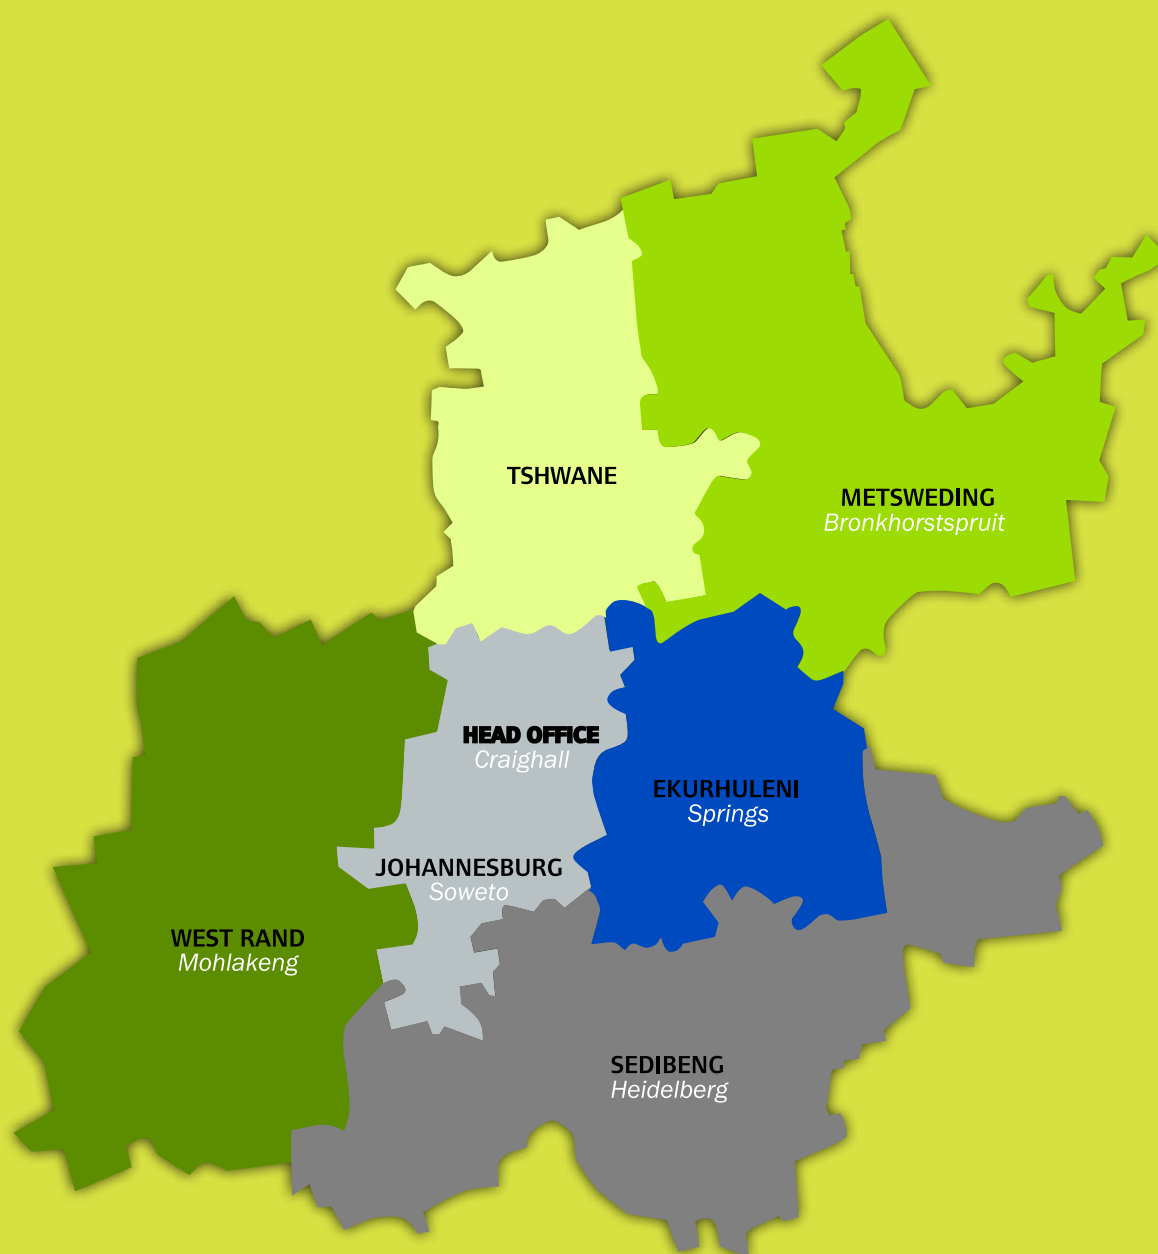 TSHWANE
METSWEDING
Bronkhorstspruit
HEAD OFFICE
Craighall
EKURHULENI
Springs
JOHANNESBURG
Soweto
WEST RAND
Mohlakeng
SEDIBENG
Heidelberg